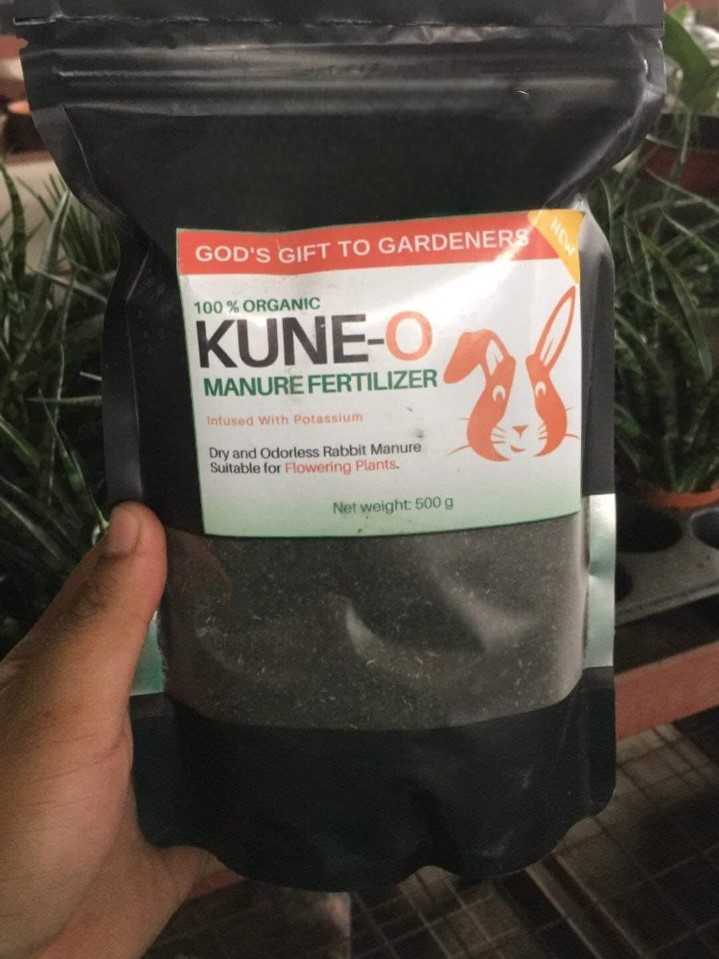 GOD'S GIFT TO GARDENERS
NEW
100 % ORGANIC
KUNE-O
MANURE FERTILIZER
Infused With Potassium
Dry and Odorless Rabbit Manure
Suitable for Flowering Plants.
Net weight: 500 g